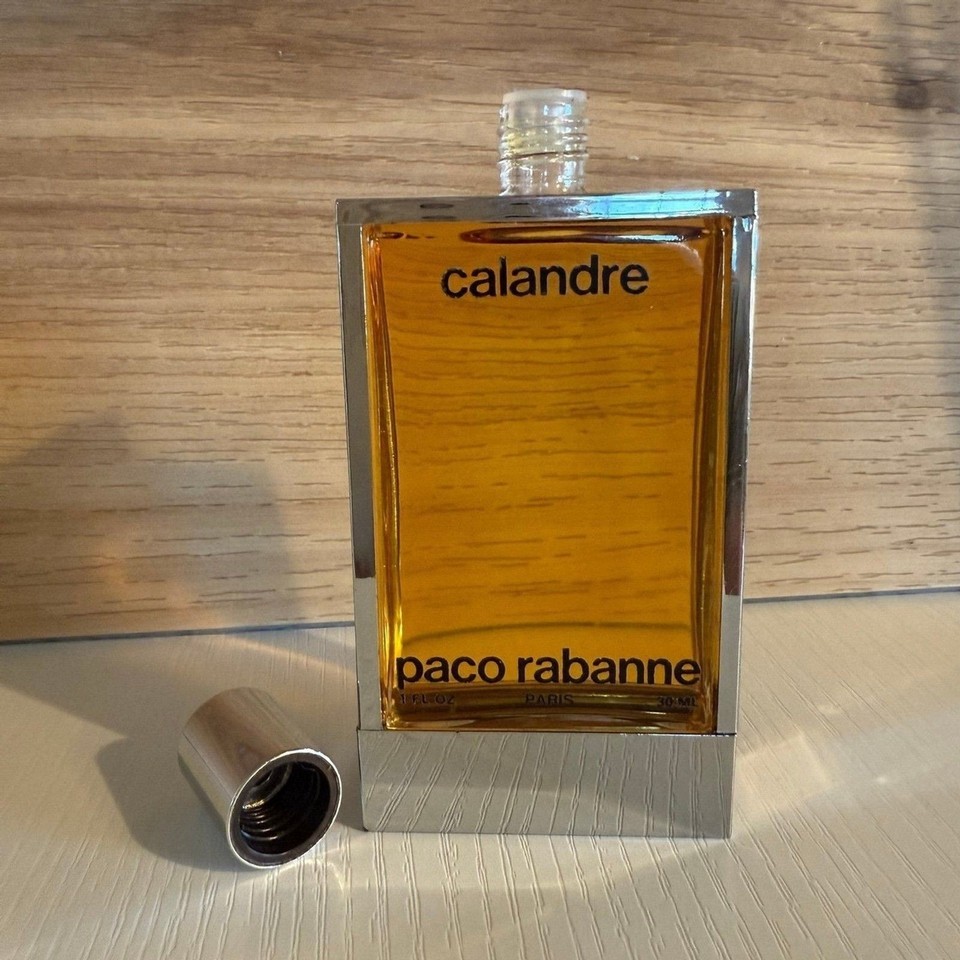 calandre
paco rabanne
1 FL OZ PARIS 30 ML